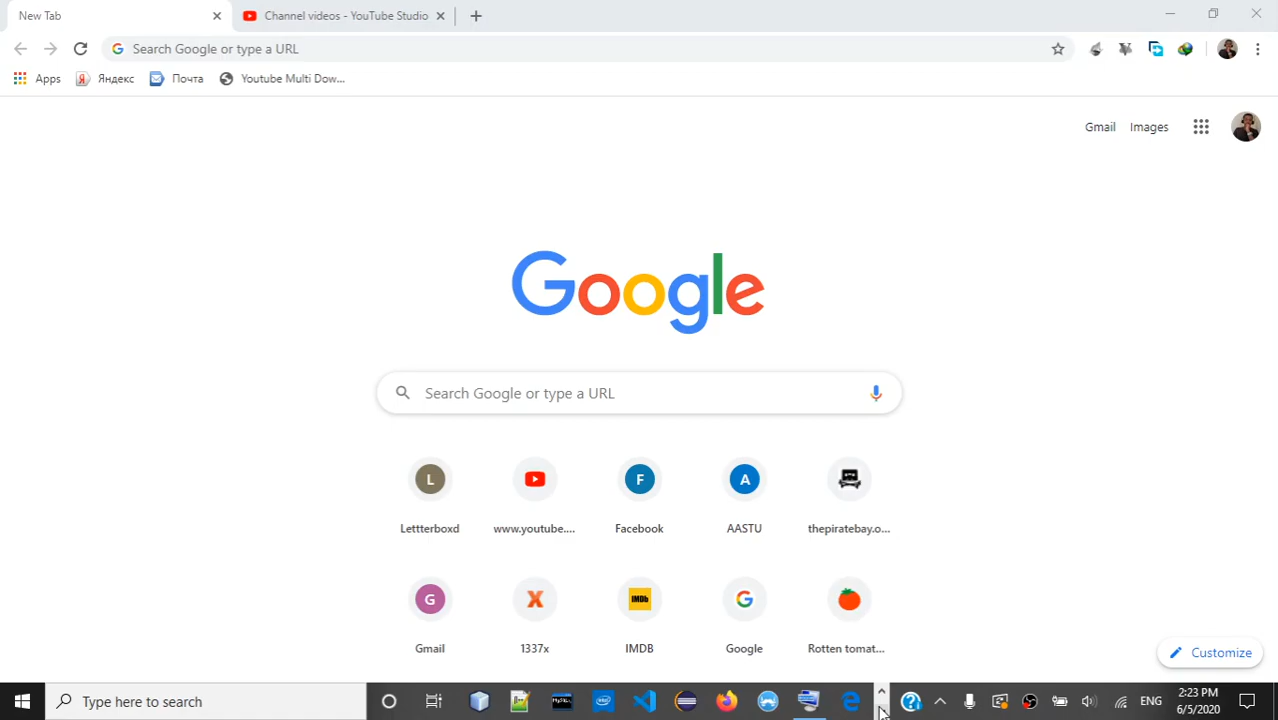 New Tab
Channel videos - YouTube Studio
Search Google or type a URL
Apps
Яндекс
Почта
Youtube Multi Dow...
Gmail Images
Google
Search Google or type a URL
L F A
Lettterboxd www.youtube.... Facebook AASTU thepiratebay.o...
G X IMDb G
Gmail 1337x IMDB Google Rotten tomat...
Customize
Type here to search
MySQL
intel
ENG
2:23 PM
6/5/2020